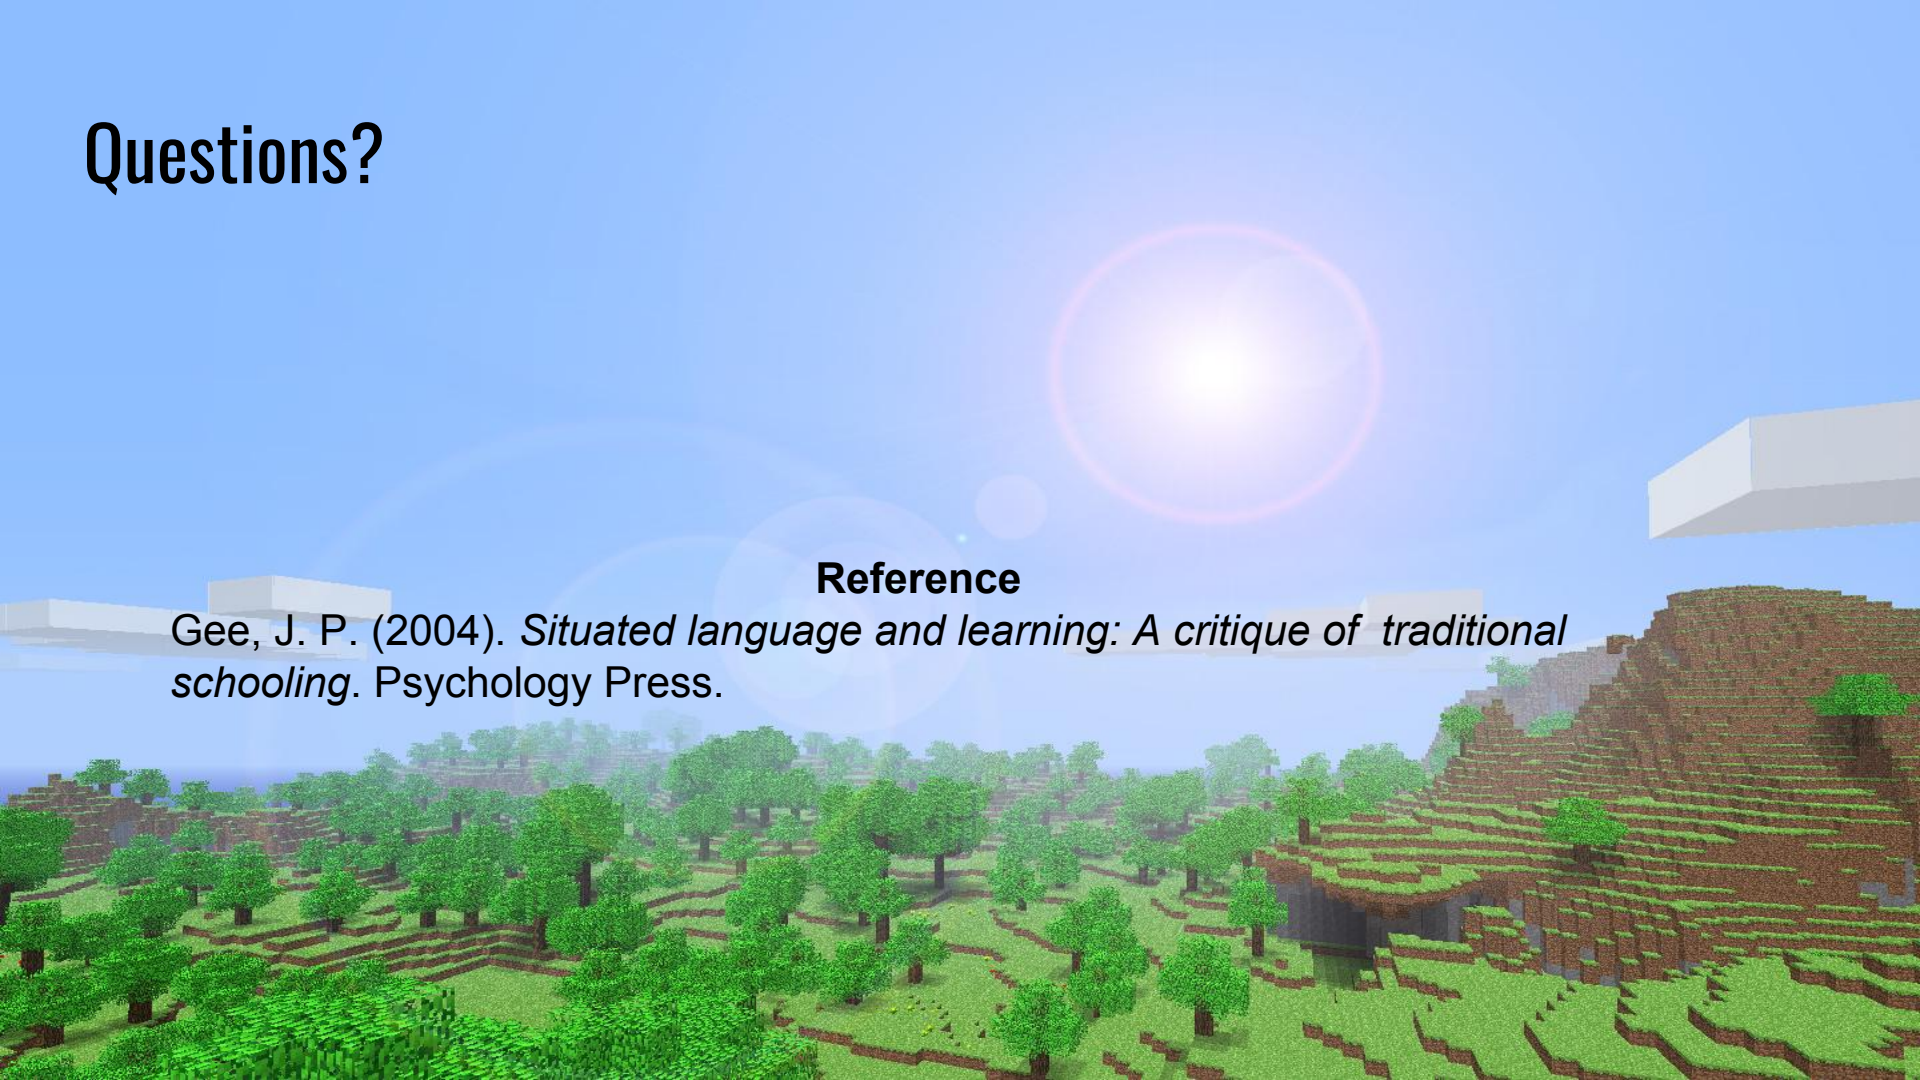 Questions?
Reference
Gee, J. P. (2004). Situated language and learning: A critique of  traditional
schooling. Psychology Press.